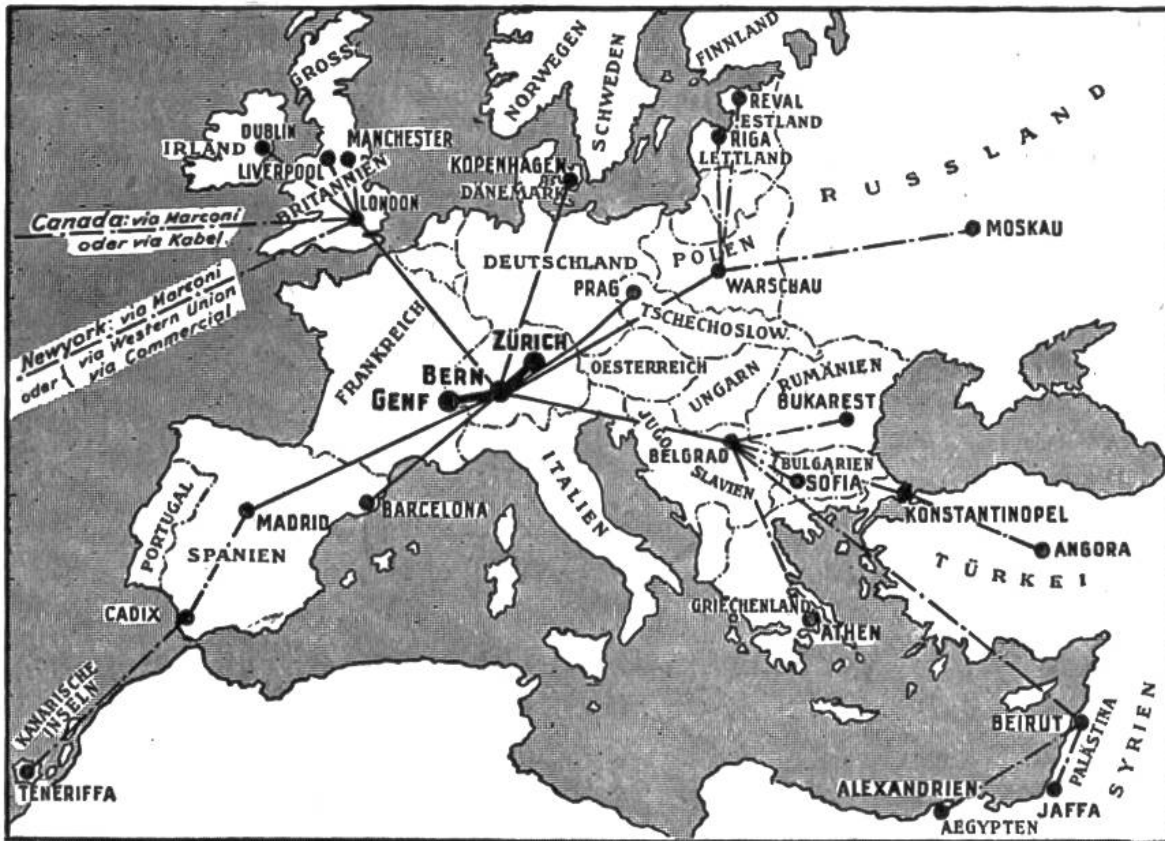 NORWEGEN
SCHWEDEN
FINNLAND
GROSS
BRITANNIEN
REVAL
ESTLAND
RIGA
LETTLAND
RUSSLAND
DUBLIN
IRLAND
MANCHESTER
LIVERPOOL
LONDON
KOPENHAGEN
DÄNEMARK
Canada: via Marconi
oder via Kabel
MOSKAU
POLEN
DEUTSCHLAND
WARSCHAU
PRAG
TSCHECHOSLOW.
Newyork: via Marconi
oder { via Western Union
via Commercial
FRANKREICH
ZÜRICH
BERN
GENF
OESTERREICH
UNGARN
RUMÄNIEN
BUKAREST
JUGO
SLAVIEN
BELGRAD
BULGARIEN
SOFIA
ITALIEN
PORTUGAL
MADRID
SPANIEN
BARCELONA
KONSTANTINOPEL
ANGORA
TÜRKEI
CADIX
GRIECHENLAND
ATHEN
KANARISCHE
INSELN
TENERIFFA
BEIRUT
PALÄSTINA
SYRIEN
ALEXANDRIEN
JAFFA
AEGYPTEN